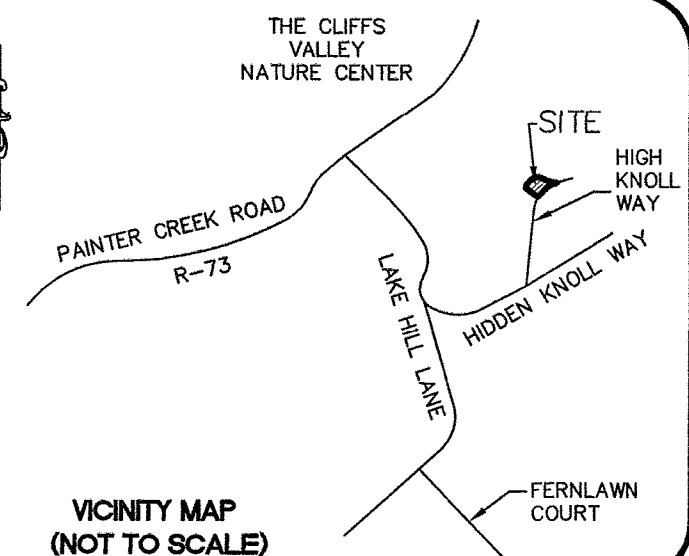 THE CLIFFS
VALLEY
NATURE CENTER
SITE
HIGH
KNOLL
WAY
PAINTER CREEK ROAD
R-73
LAKE HILL LANE
HIDDEN KNOLL WAY
FERNLAWN
COURT
VICINITY MAP
(NOT TO SCALE)